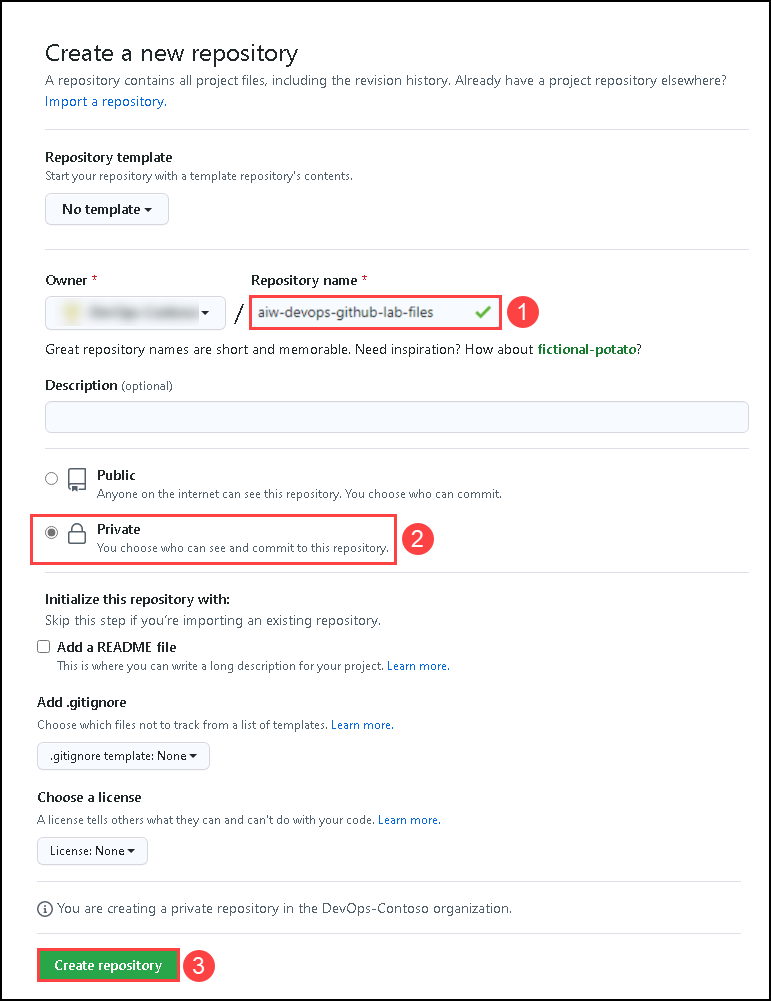 Create a new repository
A repository contains all project files, including the revision history. Already have a project repository elsewhere?
Import a repository.
Repository template
Start your repository with a template repository's contents.
No template
Owner * Repository name *
/ aiw-devops-github-lab-files 1
Great repository names are short and memorable. Need inspiration? How about fictional-potato?
Description (optional)
Public
Anyone on the internet can see this repository. You choose who can commit.
Private
You choose who can see and commit to this repository.
2
Initialize this repository with:
Skip this step if you're importing an existing repository.
Add a README file
This is where you can write a long description for your project. Learn more.
Add .gitignore
Choose which files not to track from a list of templates. Learn more.
.gitignore template: None
Choose a license
A license tells others what they can and can't do with your code. Learn more.
License: None
You are creating a private repository in the DevOps-Contoso organization.
Create repository 3